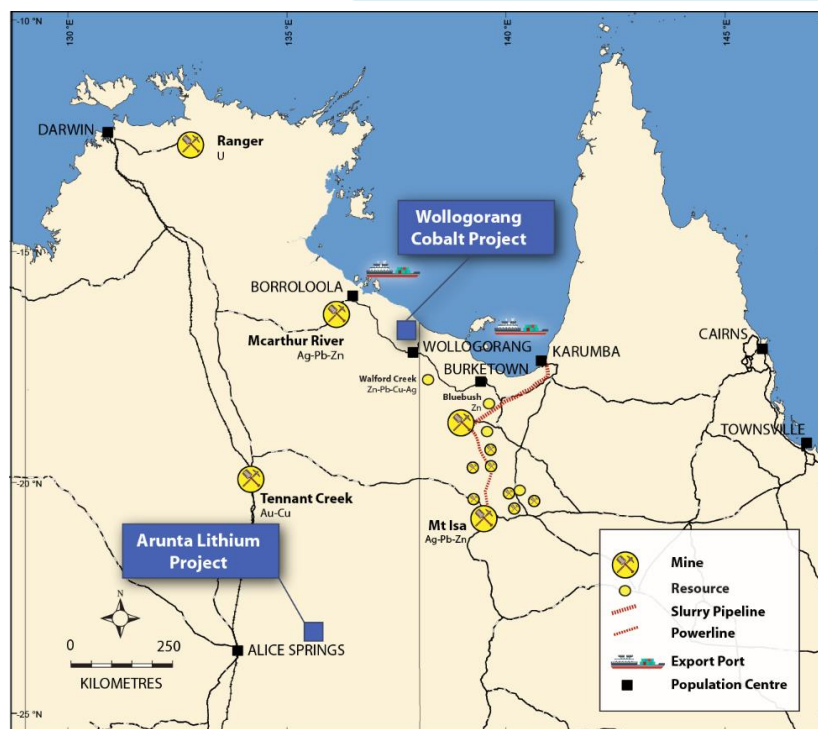 -10 °N
130 °E
135 °E
140 °E
145 °E
DARWIN
Ranger
U
Wollogorang
Cobalt Project
-15 °N
BORROLOOLA
Mcarthur River
Ag-Pb-Zn
WOLLOGORANG
KARUMBA
BURKETOWN
CAIRNS
Walford Creek
Zn-Pb-Cu-Ag
Bluebush
Zn
TOWNSVILLE
-20 °N
Tennant Creek
Au-Cu
Mt Isa
Ag-Pb-Zn
Arunta Lithium
Project
Mine
Resource
Slurry Pipeline
Powerline
Export Port
Population Centre
N
0 250
KILOMETRES
ALICE SPRINGS
-25 °N